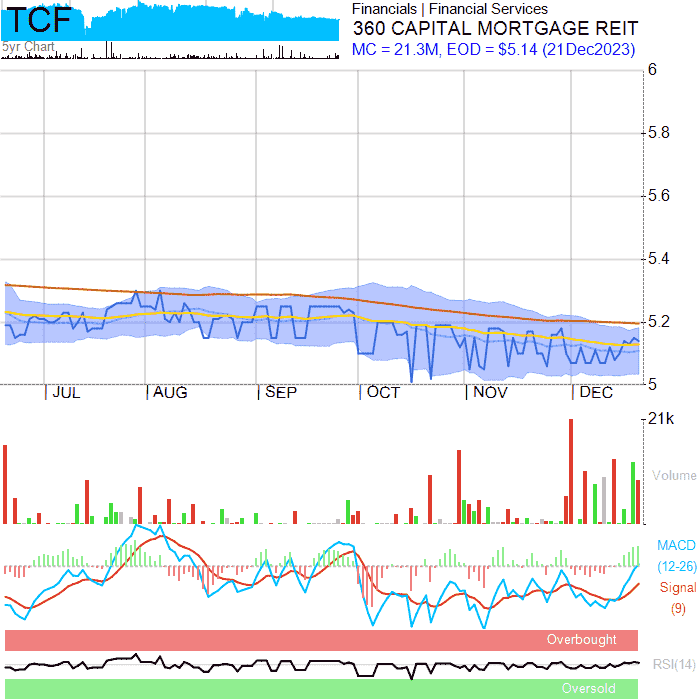 TCF
5yr Chart
Financials | Financial Services
360 CAPITAL MORTGAGE REIT
MC = 21.3M, EOD = $5.14 (21Dec2023)
6
5.8
5.6
5.4
5.2
5
JUL
AUG
SEP
OCT
NOV
DEC
21k
Volume
MACD
(12-26)
Signal
(9)
Overbought
RSI(14)
Oversold